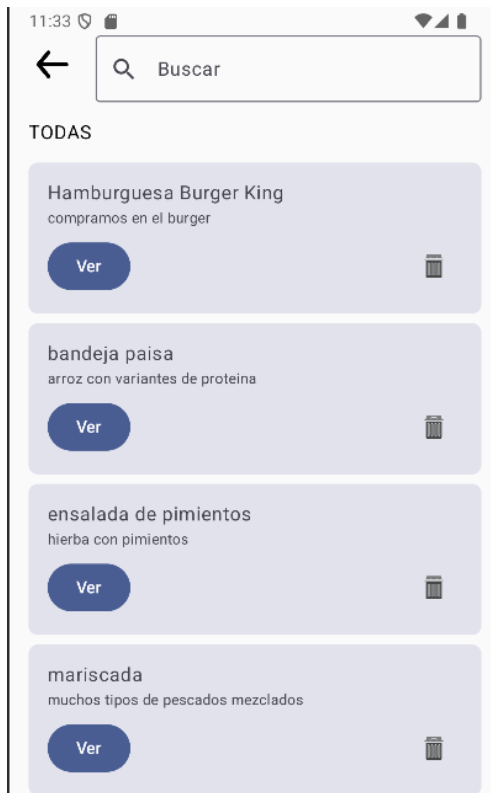 11:33
Buscar
TODAS
Hamburguesa Burger King
compramos en el burger
Ver
bandeja paisa
arroz con variantes de proteina
Ver
ensalada de pimientos
hierba con pimientos
Ver
mariscada
muchos tipos de pescados mezclados
Ver